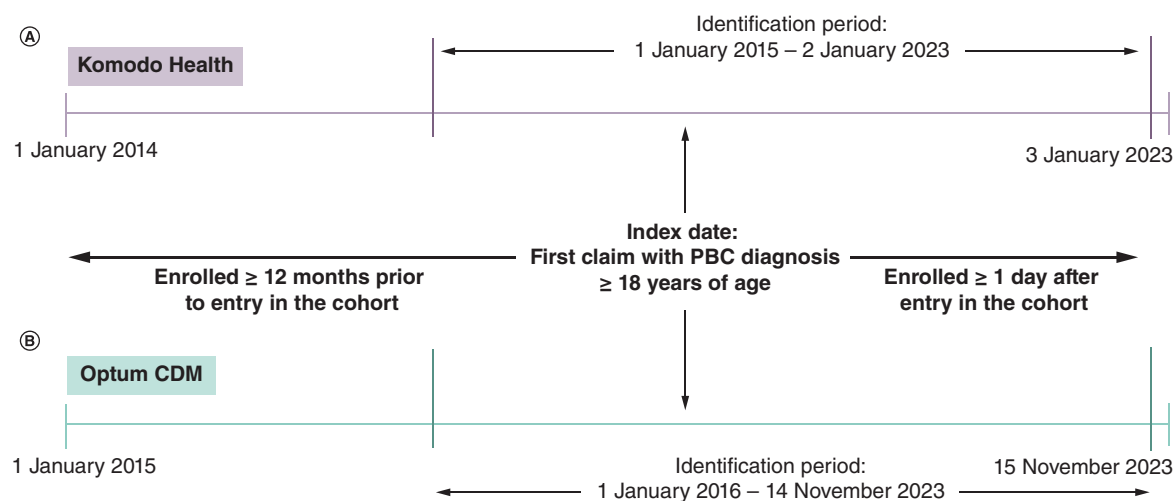 A
Komodo Health
Identification period:
1 January 2015 – 2 January 2023
1 January 2014
3 January 2023
Index date:
First claim with PBC diagnosis
≥ 18 years of age
Enrolled ≥ 12 months prior
to entry in the cohort
Enrolled ≥ 1 day after
entry in the cohort
B
Optum CDM
1 January 2015
15 November 2023
Identification period:
1 January 2016 – 14 November 2023